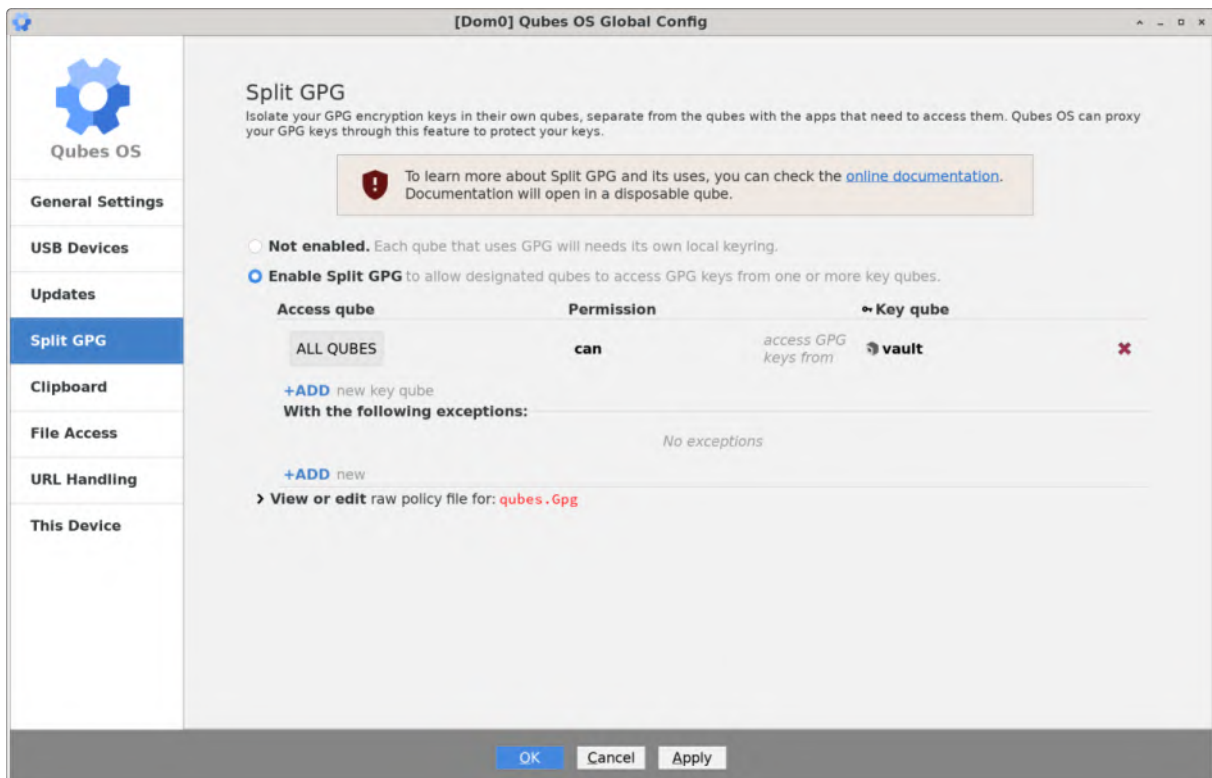 [Dom0] Qubes OS Global Config
Qubes OS
General Settings
USB Devices
Updates
Split GPG
Clipboard
File Access
URL Handling
This Device
Split GPG
Isolate your GPG encryption keys in their own qubes, separate from the qubes with the apps that need to access them. Qubes OS can proxy
your GPG keys through this feature to protect your keys.
To learn more about Split GPG and its uses, you can check the online documentation.
Documentation will open in a disposable qube.
Not enabled. Each qube that uses GPG will needs its own local keyring.
Enable Split GPG to allow designated qubes to access GPG keys from one or more key qubes.
Access qube Permission Key qube
ALL QUBES can access GPG keys from vault
+ADD new key qube
With the following exceptions:
No exceptions
+ADD new
View or edit raw policy file for: qubes.Gpg
OK Cancel Apply